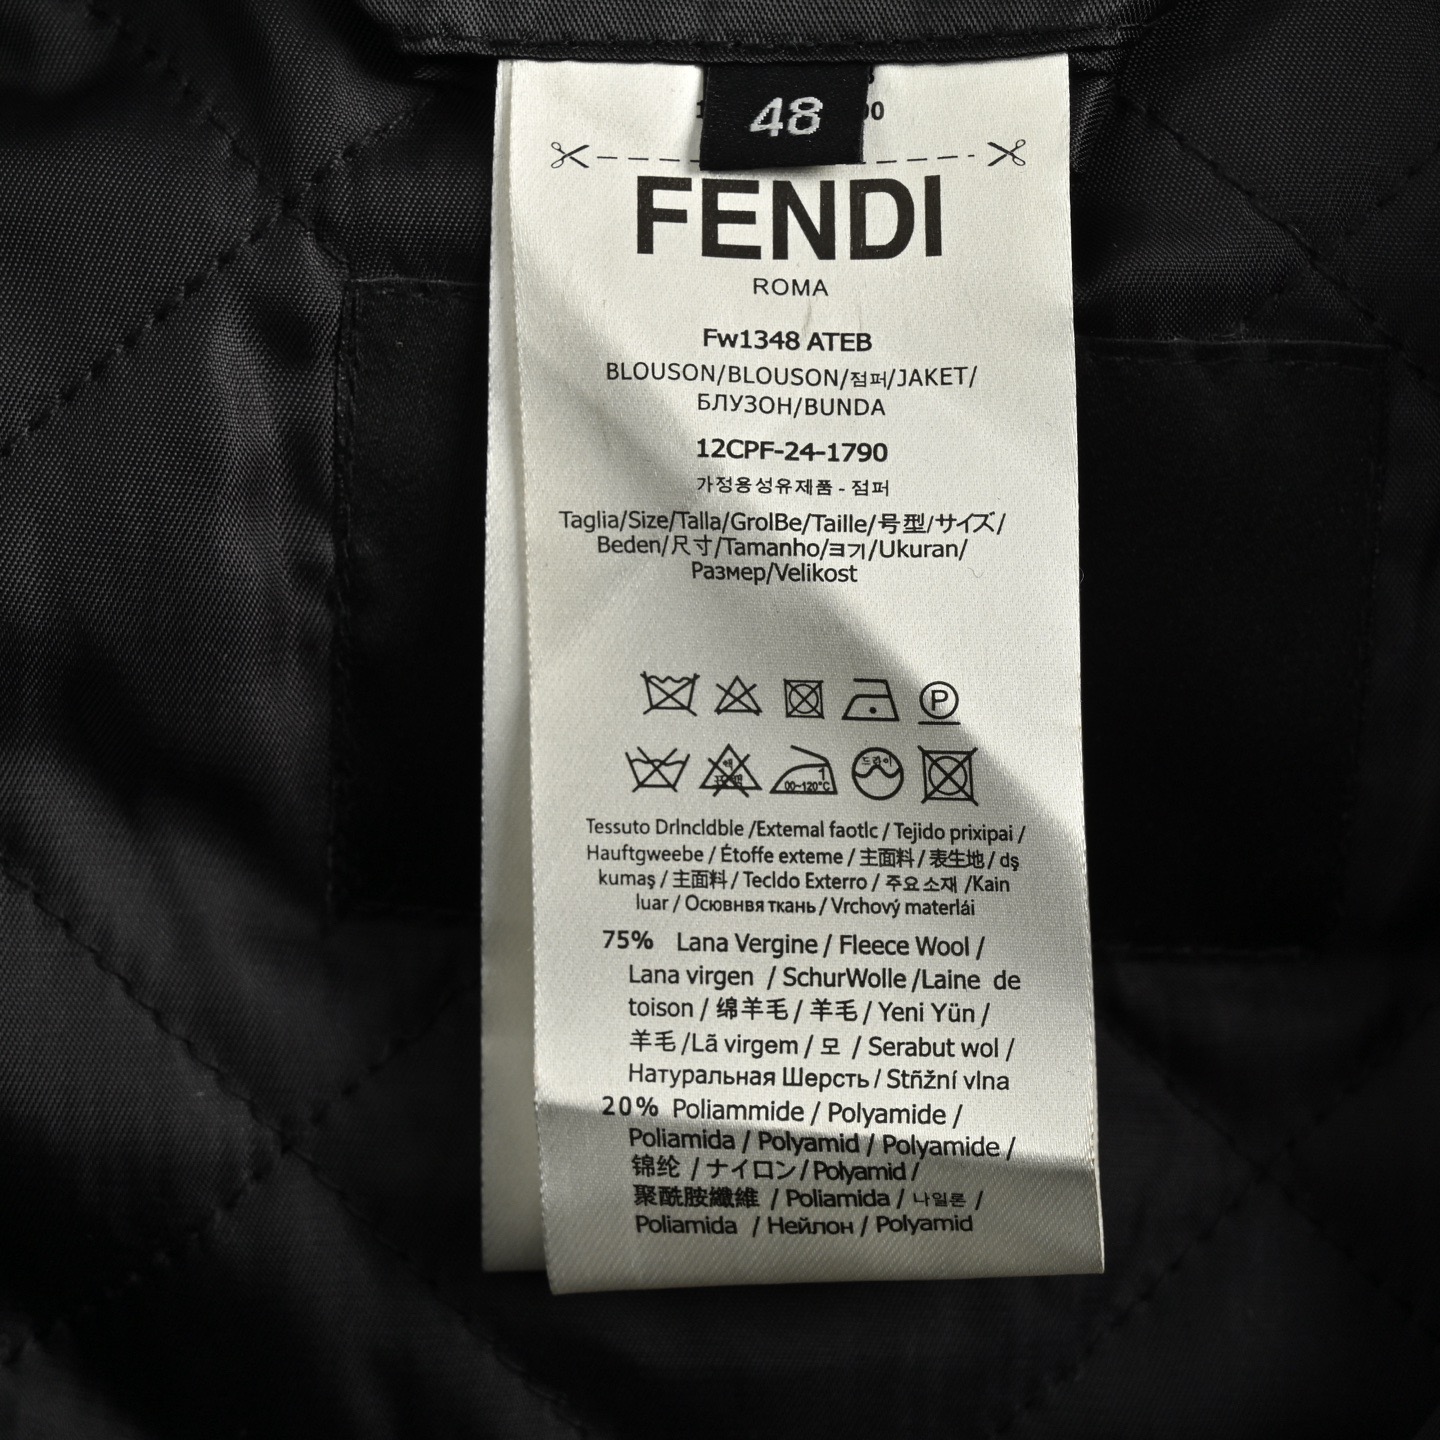 48
FENDI
ROMA
Fw1348 ATEB
BLOUSON/BLOUSON/점퍼/JAKET/
БЛУЗОН/BUNDA
12CPF-24-1790
가정용섬유제품 - 점퍼
Taglia/Size/Talla/GrolBe/Taille/号型/サイズ/
Beden/尺寸/Tamanho/ヨ기/Ukuran/
Размер/Velikost
P
드라이
Tessuto Drlncldble /Extemal faotlc / Tejido prixipai /
Hauftgweebe / Étoffe exteme / 主面料 / 表生地 / dş
kumaş / 主面料 / Tecldo Exterro / 주요소재 /Kain
luar / Осювнвя ткань / Vrchový materlái
75% Lana Vergine / Fleece Wool /
Lana virgen / SchurWolle /Laine de
toison / 绵羊毛 / 羊毛 / Yeni Yün /
羊毛 /Lã virgem / 모 / Serabut wol /
Натуральная Шерсть / Stñžní vlna
20% Poliammide / Polyamide /
Poliamida / Polyamid / Polyamide /
锦纶 / ナイロン / Polyamid /
聚酰胺纖維 / Poliamida / 나일론 /
Poliamida / Нейлон / Polyamid